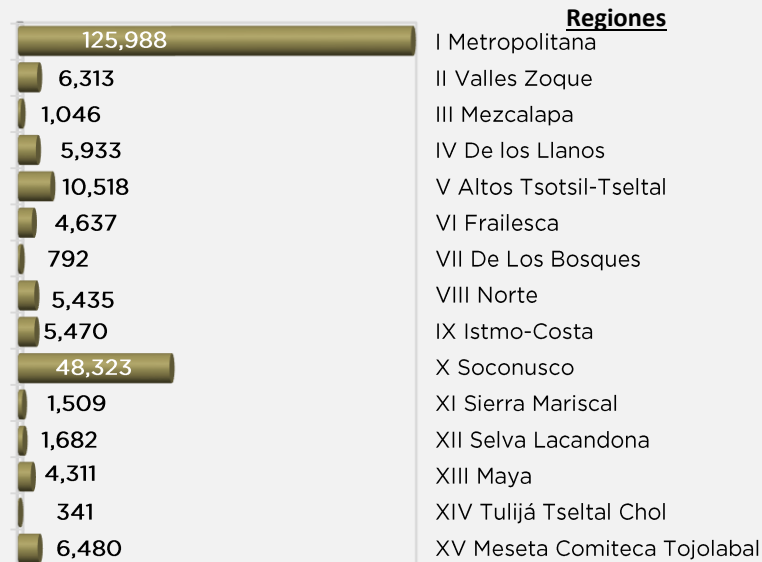 Regiones
125,988 I Metropolitana
6,313 II Valles Zoque
1,046 III Mezcalapa
5,933 IV De los Llanos
10,518 V Altos Tsotsil-Tseltal
4,637 VI Frailesca
792 VII De Los Bosques
5,435 VIII Norte
5,470 IX Istmo-Costa
48,323 X Soconusco
1,509 XI Sierra Mariscal
1,682 XII Selva Lacandona
4,311 XIII Maya
341 XIV Tulijá Tseltal Chol
6,480 XV Meseta Comiteca Tojolabal